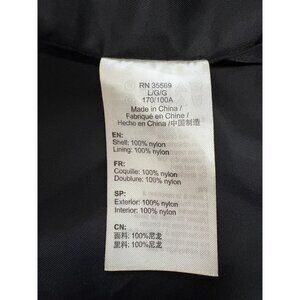 RN 35569
L/G/G
170/100A
Made in China /
Fabriqué en Chine /
Hecho en China /中国制造
EN:
Shell: 100% nylon
Lining: 100% nylon
FR:
Coquille: 100% nylon
Doublure: 100% nylon
SP:
Exterior: 100% nylon
Interior: 100% nylon
CN:
面料: 100%尼龙
里料: 100%尼龙